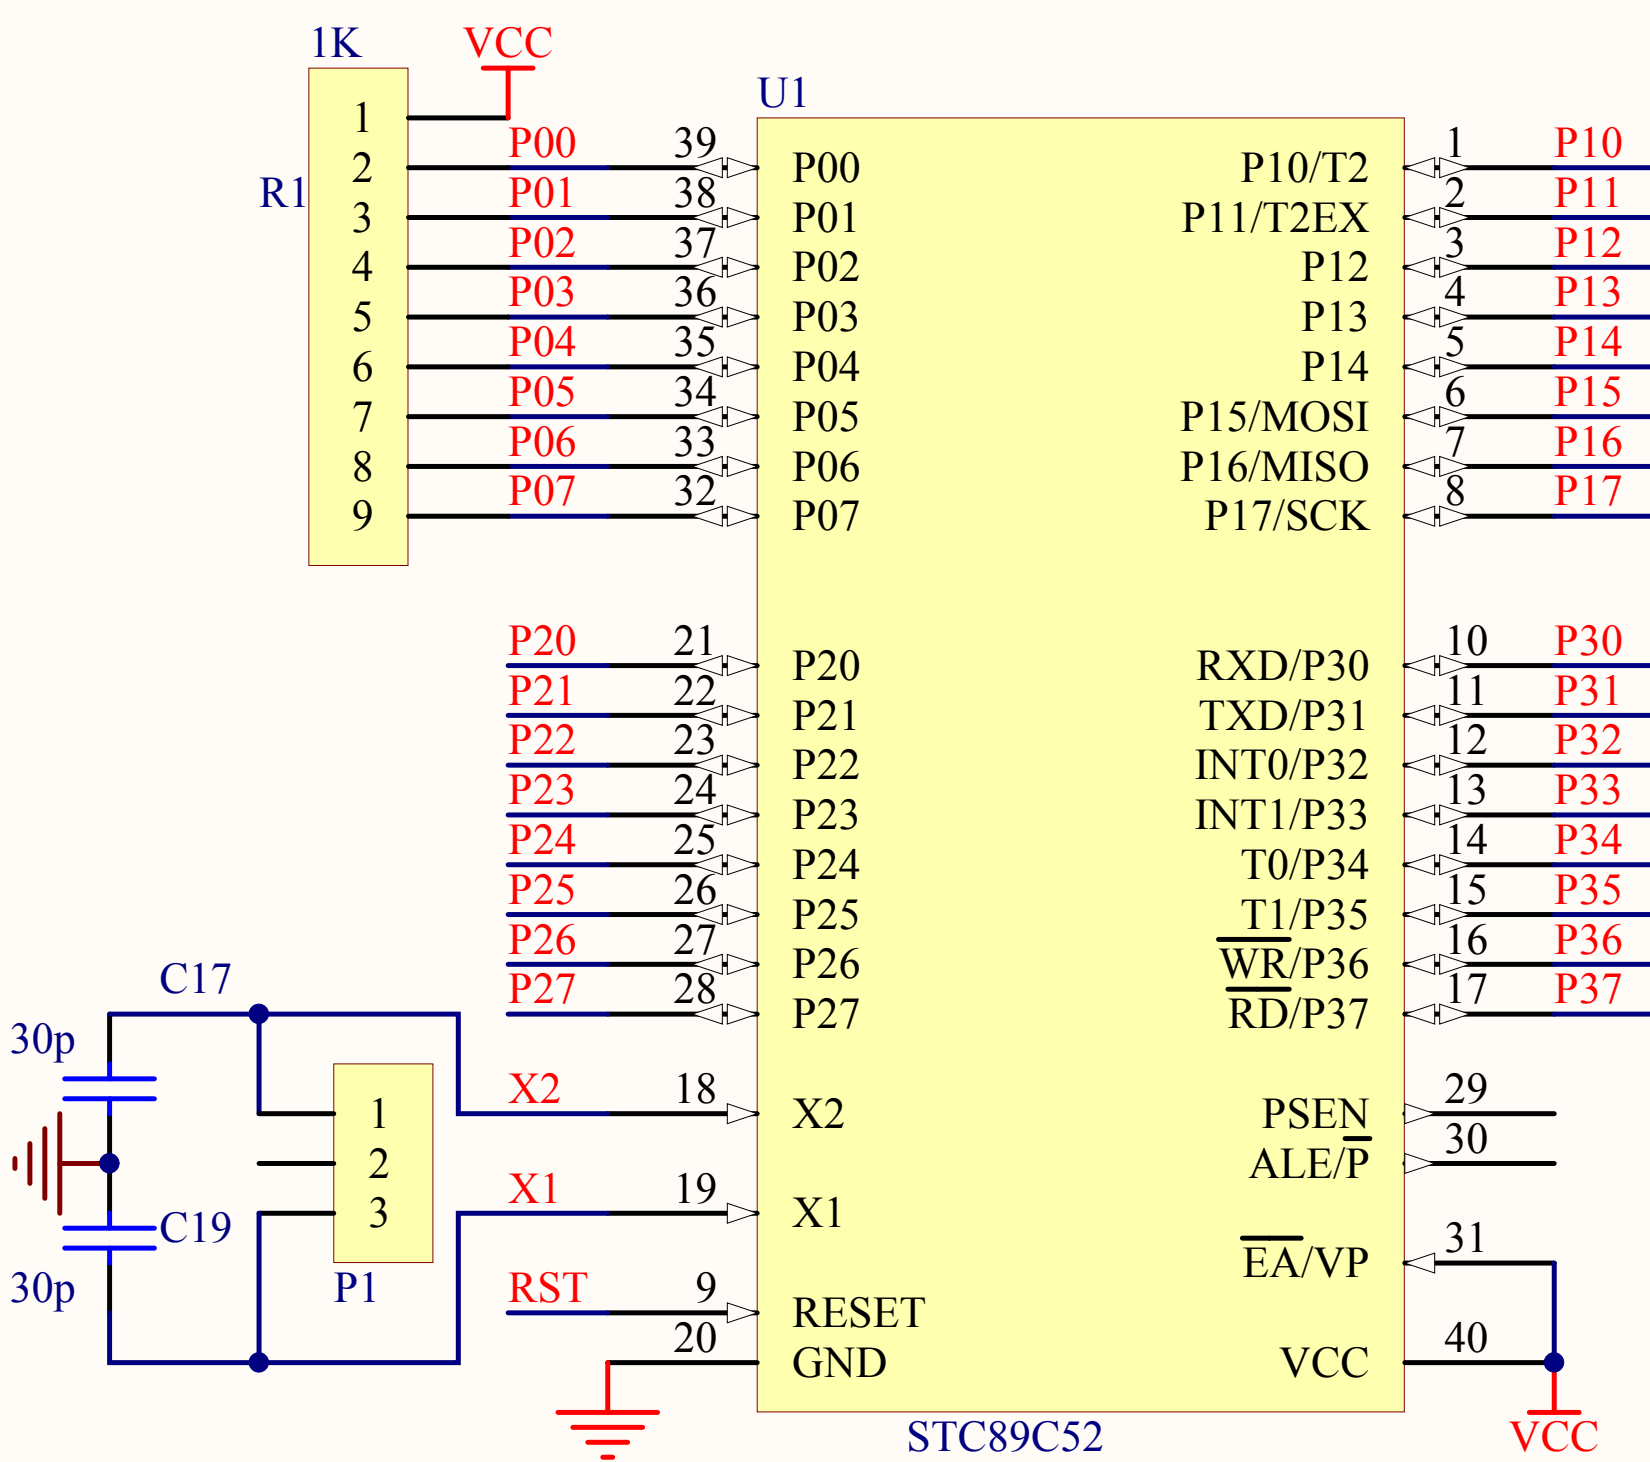 1K
VCC
U1
R1
1
2
3
4
5
6
7
8
9
P00 39 P00
P01 38 P01
P02 37 P02
P03 36 P03
P04 35 P04
P05 34 P05
P06 33 P06
P07 32 P07
P10/T2 1 P10
P11/T2EX 2 P11
P12 3 P12
P13 4 P13
P14 5 P14
P15/MOSI 6 P15
P16/MISO 7 P16
P17/SCK 8 P17
P20 21 P20
P21 22 P21
P22 23 P22
P23 24 P23
P24 25 P24
P25 26 P25
P26 27 P26
P27 28 P27
RXD/P30 10 P30
TXD/P31 11 P31
INT0/P32 12 P32
INT1/P33 13 P33
T0/P34 14 P34
T1/P35 15 P35
WR/P36 16 P36
RD/P37 17 P37
C17
30p
C19
30p
1
2
3
P1
X2 18 X2
X1 19 X1
RST 9 RESET
20 GND
PSEN 29
ALE/P 30
EA/VP 31
VCC 40
VCC
STC89C52